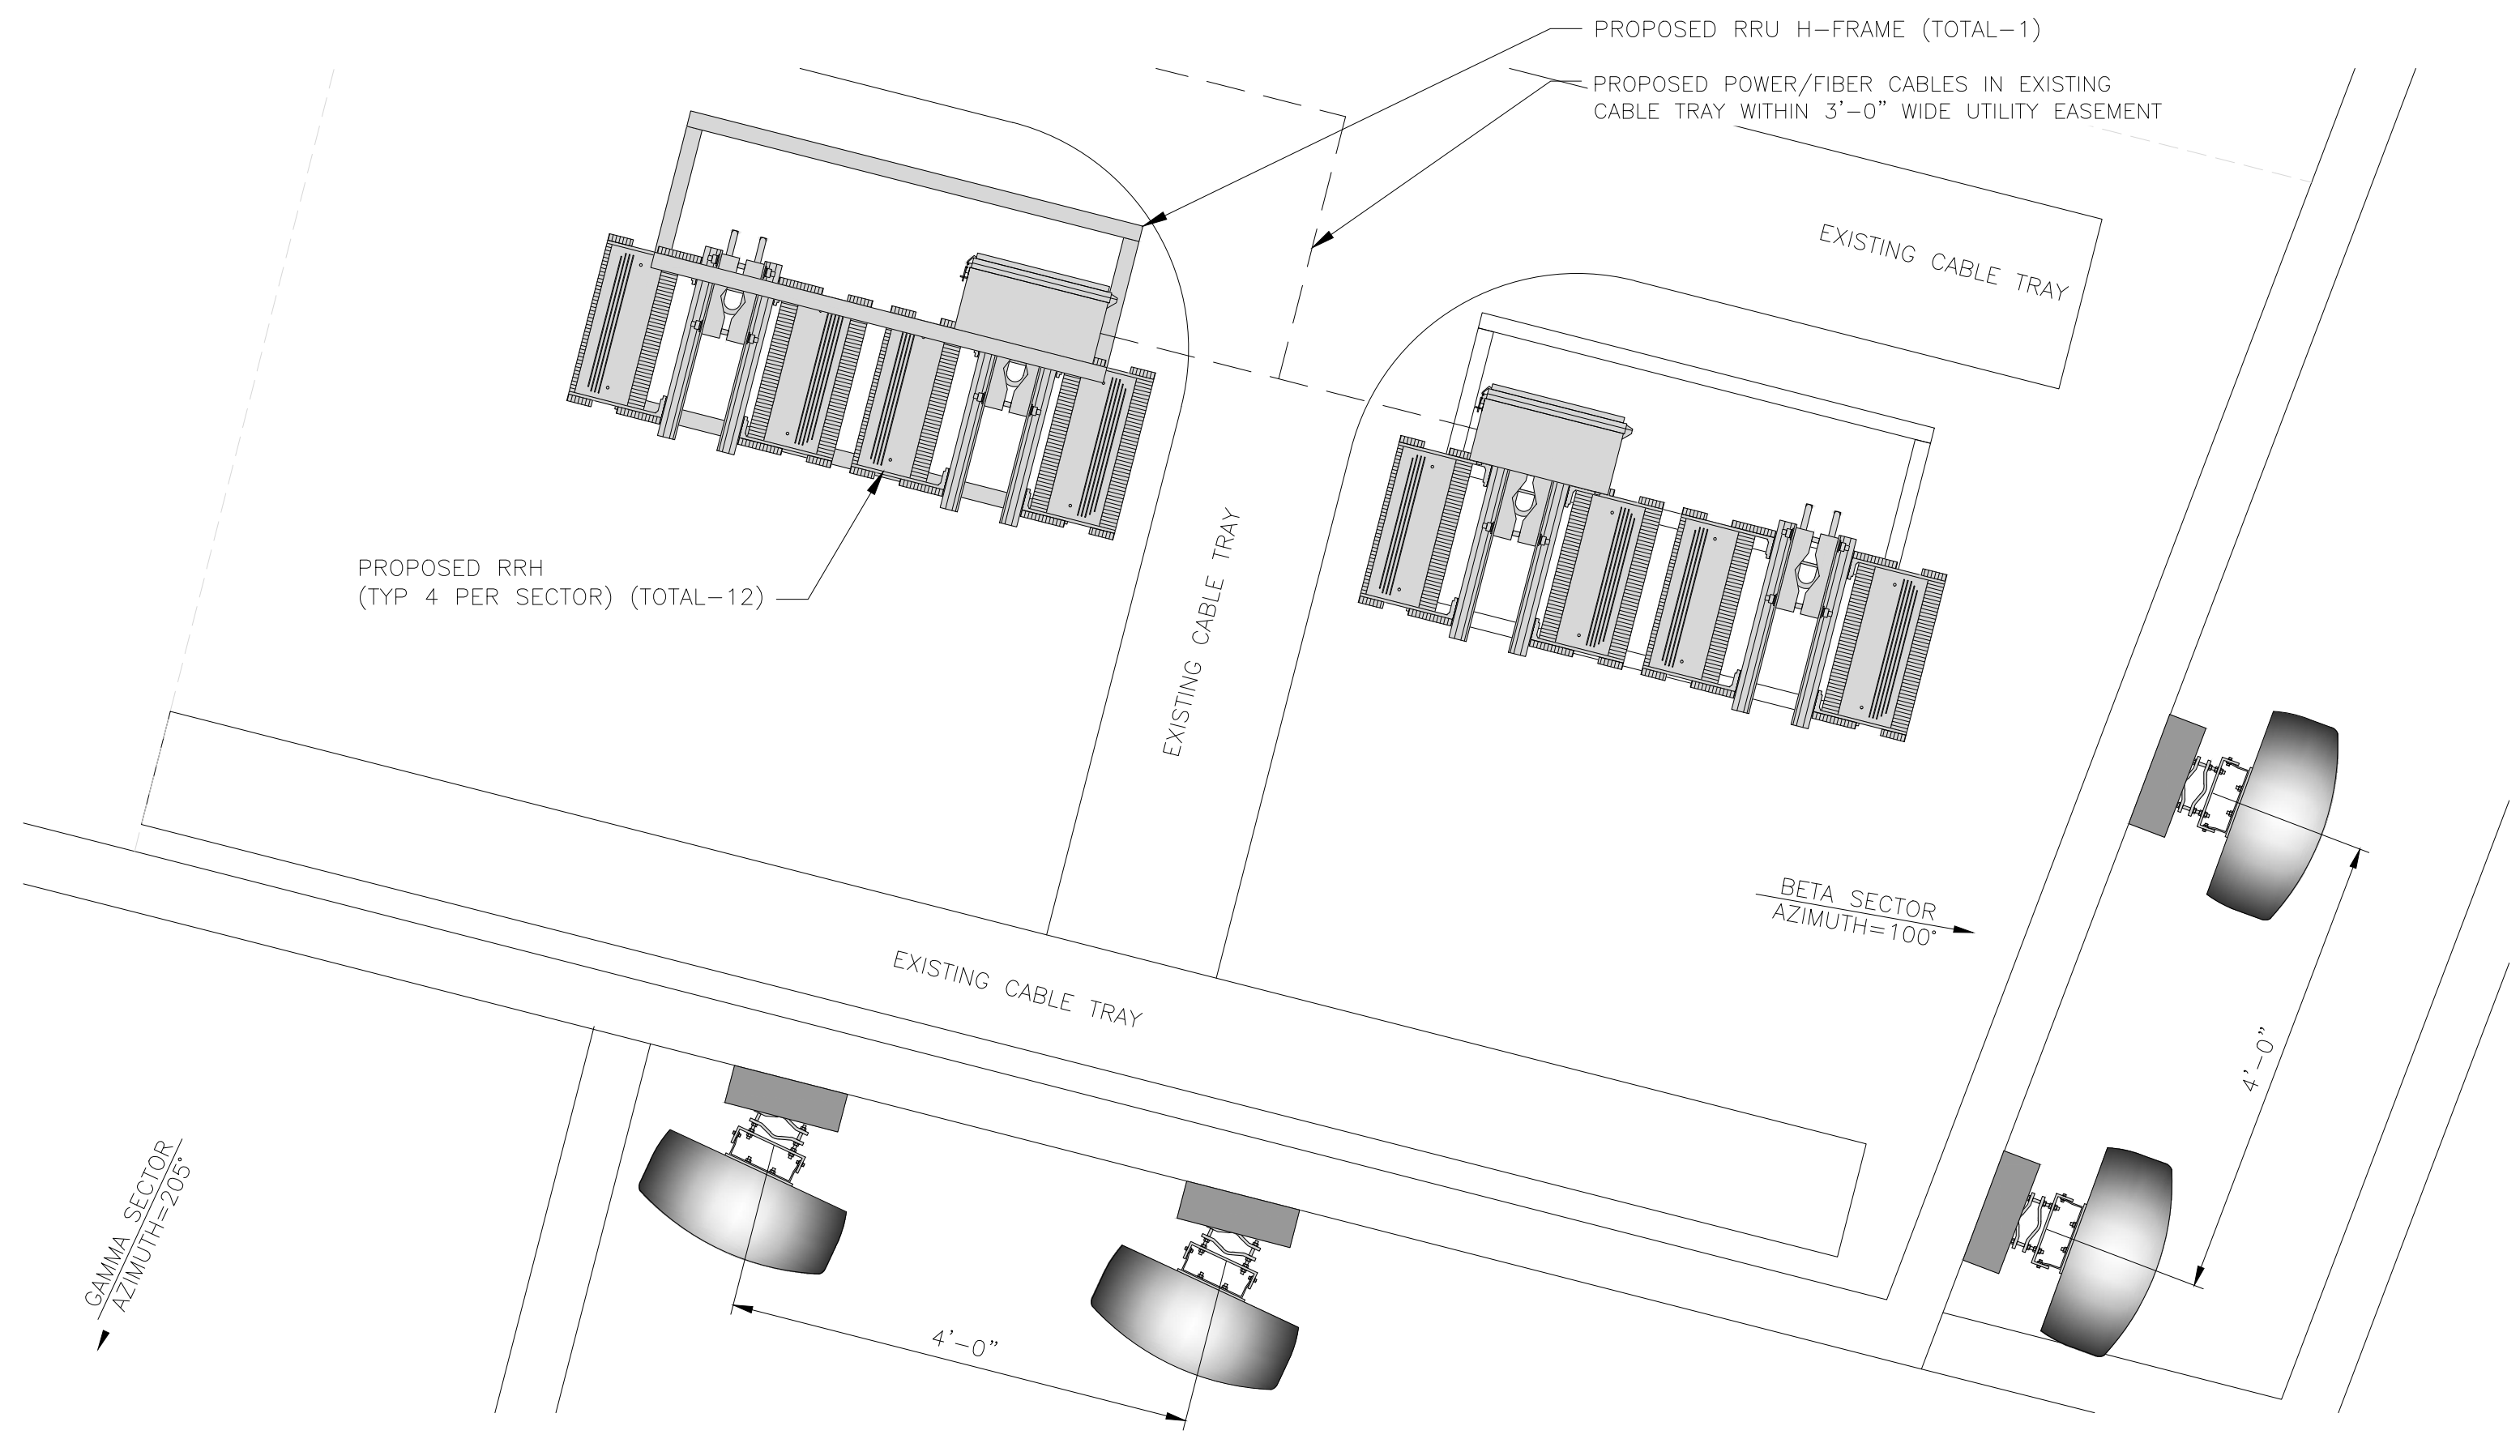 PROPOSED RRU H-FRAME (TOTAL-1)
PROPOSED POWER/FIBER CABLES IN EXISTING
CABLE TRAY WITHIN 3'-0" WIDE UTILITY EASEMENT
EXISTING CABLE TRAY
PROPOSED RRH
(TYP 4 PER SECTOR) (TOTAL-12)
EXISTING CABLE TRAY
BETA SECTOR
AZIMUTH=100°
EXISTING CABLE TRAY
4'-0"
GAMMA SECTOR
AZIMUTH=205°
4'-0"